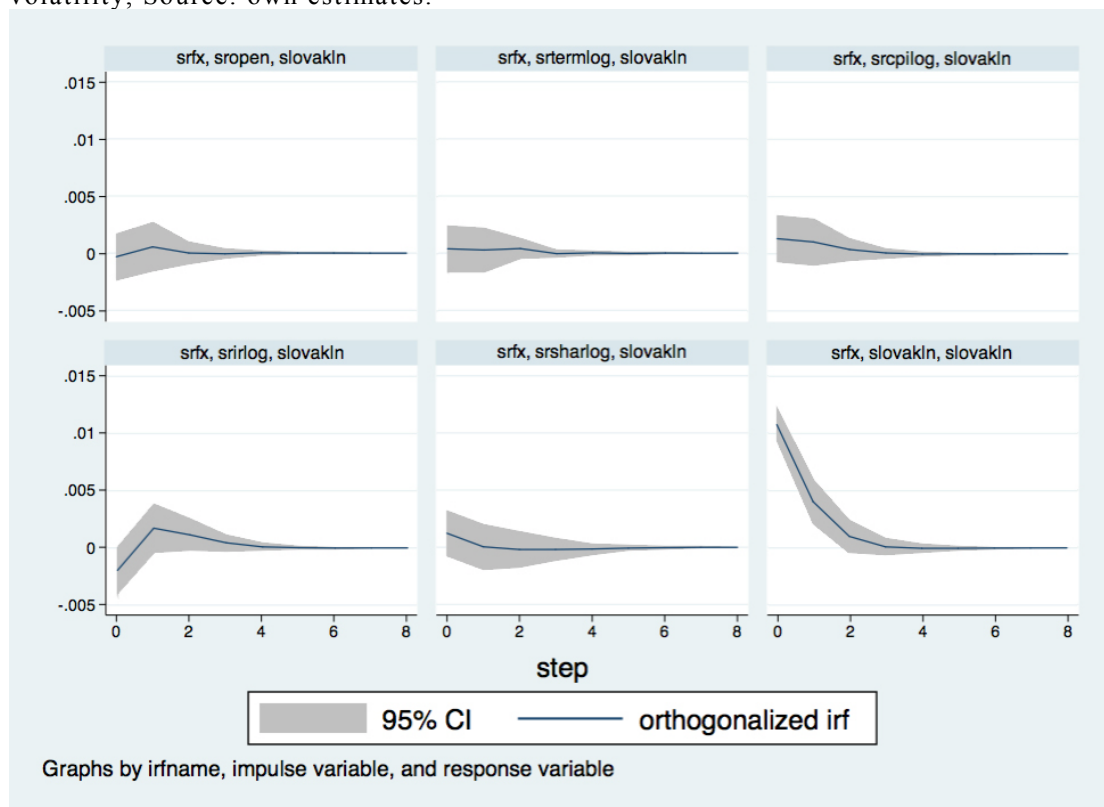 Volatility; Source: own estimates.
srfx, sropen, slovakln
srfx, srtermlog, slovakln
srfx, srcpilog, slovakln
.015
.01
.005
0
-.005
srfx, srirlog, slovakln
srfx, srsharlog, slovakln
srfx, slovakln, slovakln
.015
.01
.005
0
-.005
0 2 4 6 8
0 2 4 6 8
0 2 4 6 8
step
95% CI
orthogonalized irf
Graphs by irfname, impulse variable, and response variable